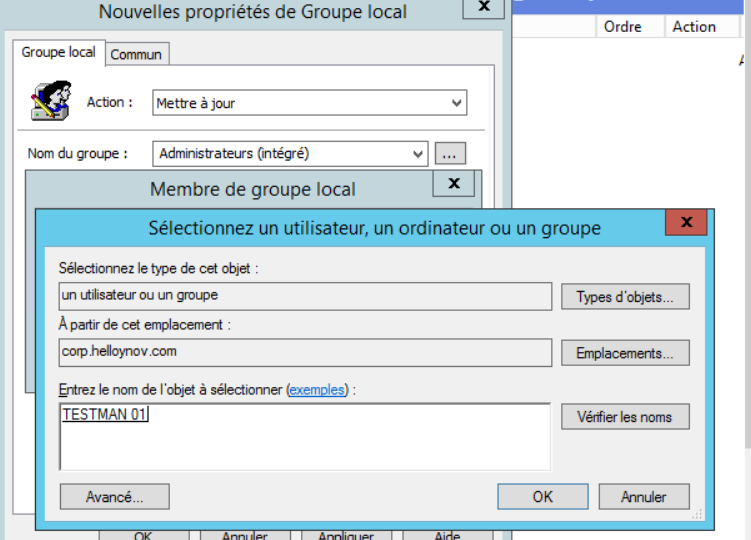 Nouvelles propriétés de Groupe local
x
Ordre Action
Groupe local Commun
Action : Mettre à jour
Nom du groupe : Administrateurs (intégré) ...
Membre de groupe local
x
Sélectionnez un utilisateur, un ordinateur ou un groupe
x
Sélectionnez le type de cet objet :
un utilisateur ou un groupe
Types d'objets...
À partir de cet emplacement :
corp.helloynov.com
Emplacements...
Entrez le nom de l'objet à sélectionner (exemples) :
TESTMAN 01
Vérifier les noms
Avancé...
OK Annuler
OK Annuler Appliquer Aide